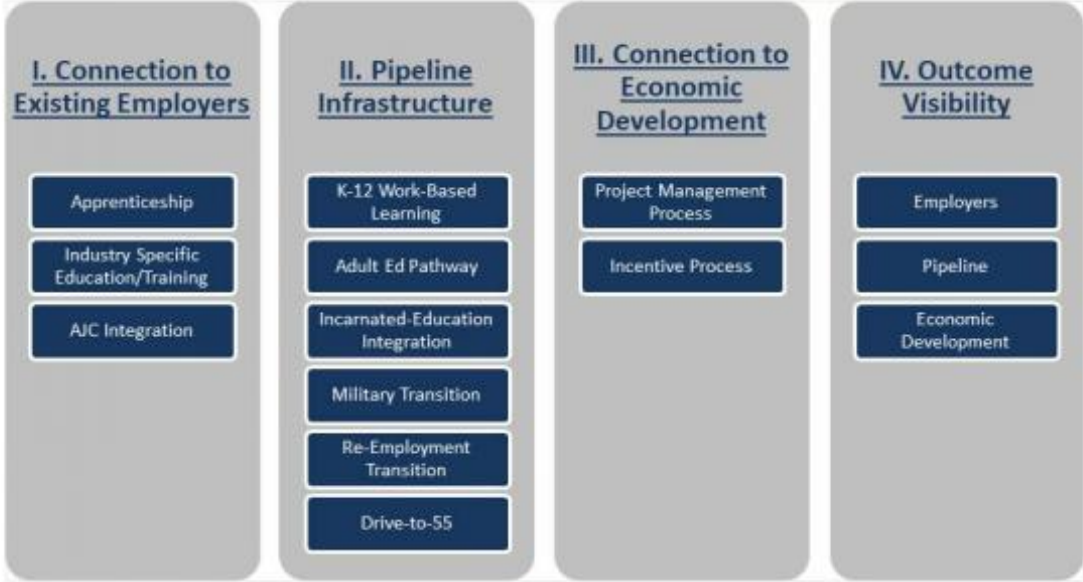 I. Connection to
Existing Employers
Apprenticeship
Industry Specific
Education/Training
AJC Integration
II. Pipeline
Infrastructure
K-12 Work-Based
Learning
Adult Ed Pathway
Incarnated-Education
Integration
Military Transition
Re-Employment
Transition
Drive-to-55
III. Connection to
Economic
Development
Project Management
Process
Incentive Process
IV. Outcome
Visibility
Employers
Pipeline
Economic
Development